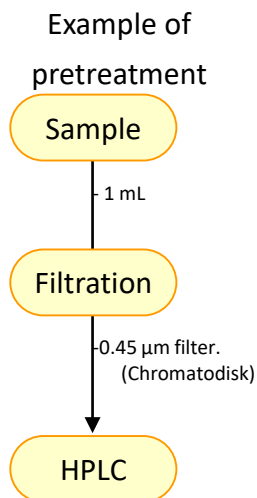 Example of
pretreatment
Sample
- 1 mL
Filtration
-0.45 µm filter.
(Chromatodisk)
HPLC